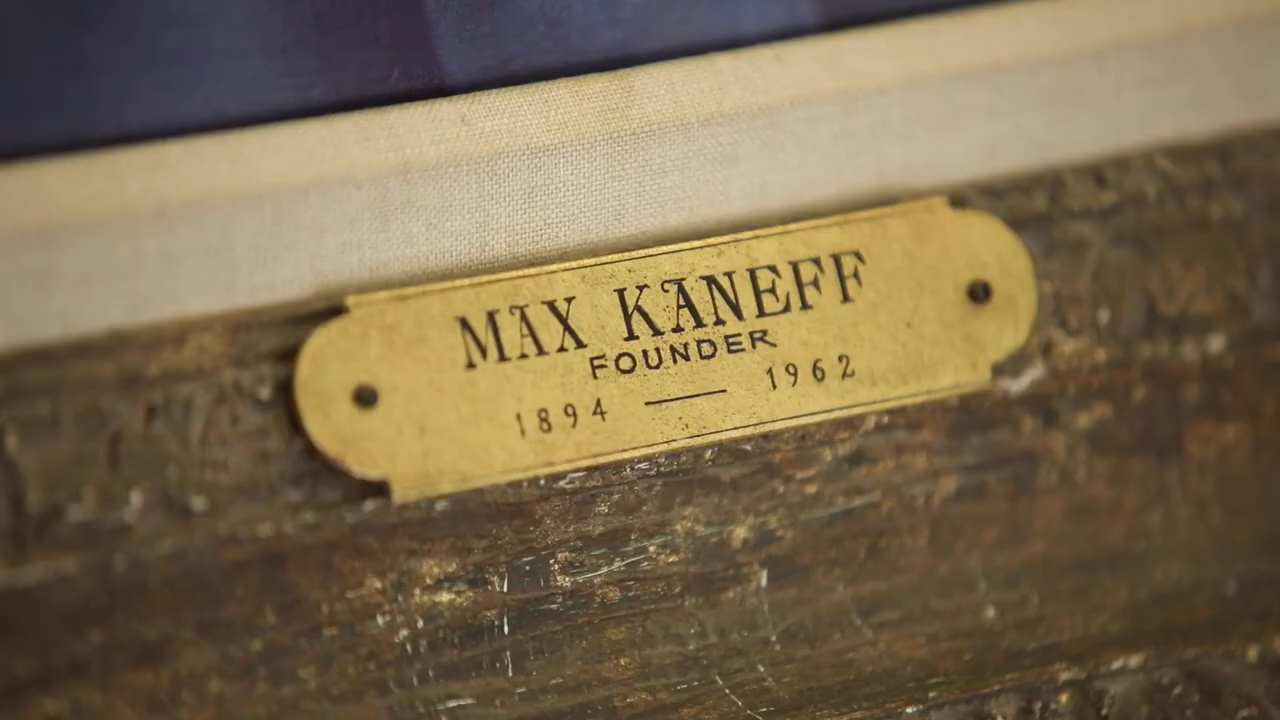 MAX KANEFF
FOUNDER
1894 — 1962